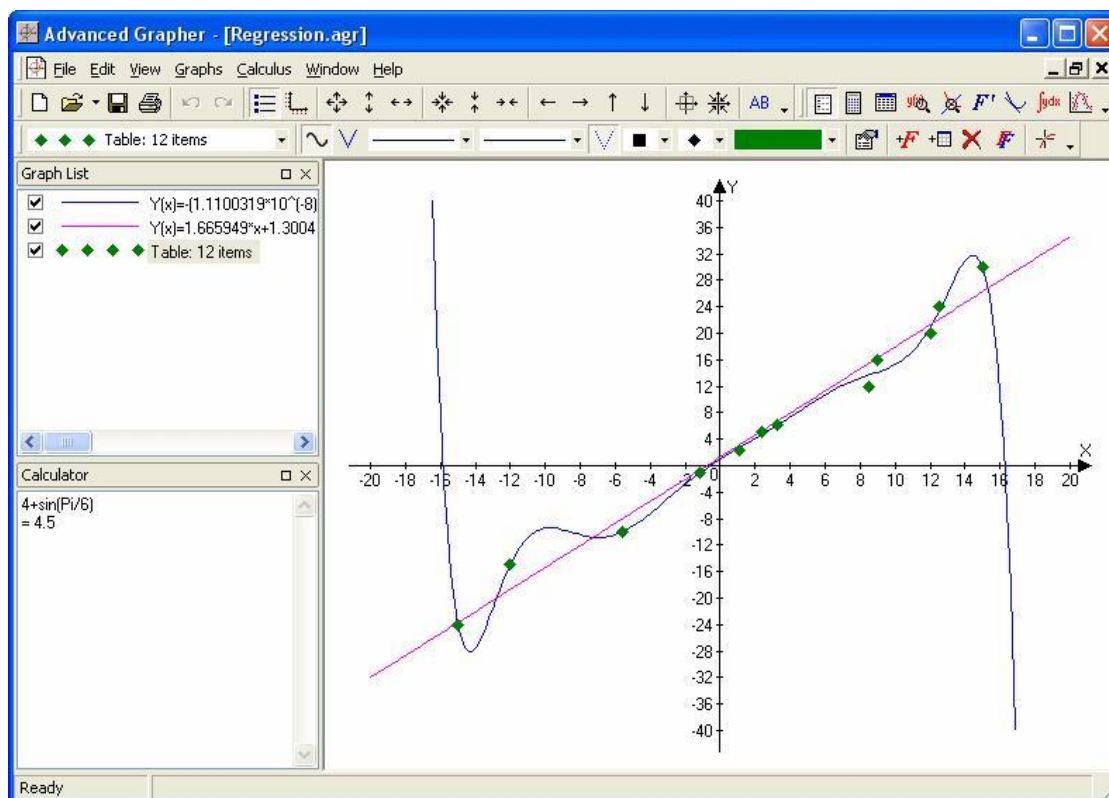 Advanced Grapher - [Regression.agr]
File Edit View Graphs Calculus Window Help
AB y(x) F' ∫ydx
Table: 12 items +F F
Graph List
Y(x)=-(1.1100319*10^(-8)
Y(x)=1.665949*x+1.3004
Table: 12 items
Calculator
4+sin(Pi/6)
= 4.5
Y
40
36
32
28
24
20
16
12
8
4
X
-20 -18 -16 -14 -12 -10 -8 -6 -4 -2 0 2 4 6 8 10 12 14 16 18 20
-4
-8
-12
-16
-20
-24
-28
-32
-36
-40
Ready